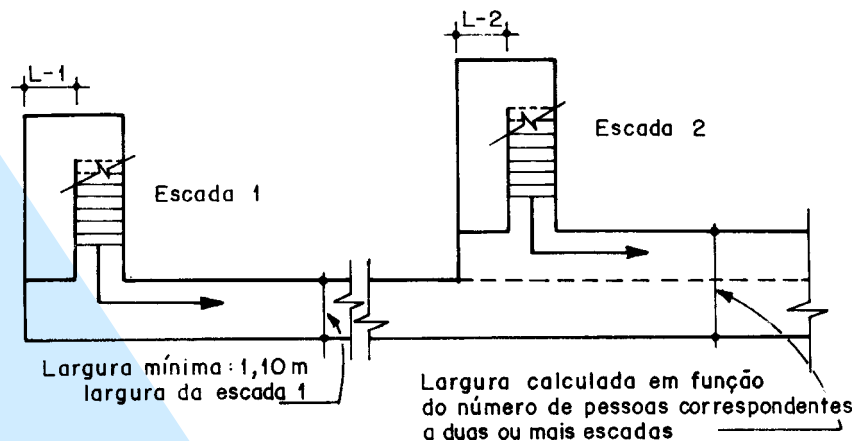 L-2
L-1
Escada 2
Escada 1
Largura mínima: 1,10 m
largura da escada 1
Largura calculada em função
do número de pessoas correspondentes
a duas ou mais escadas